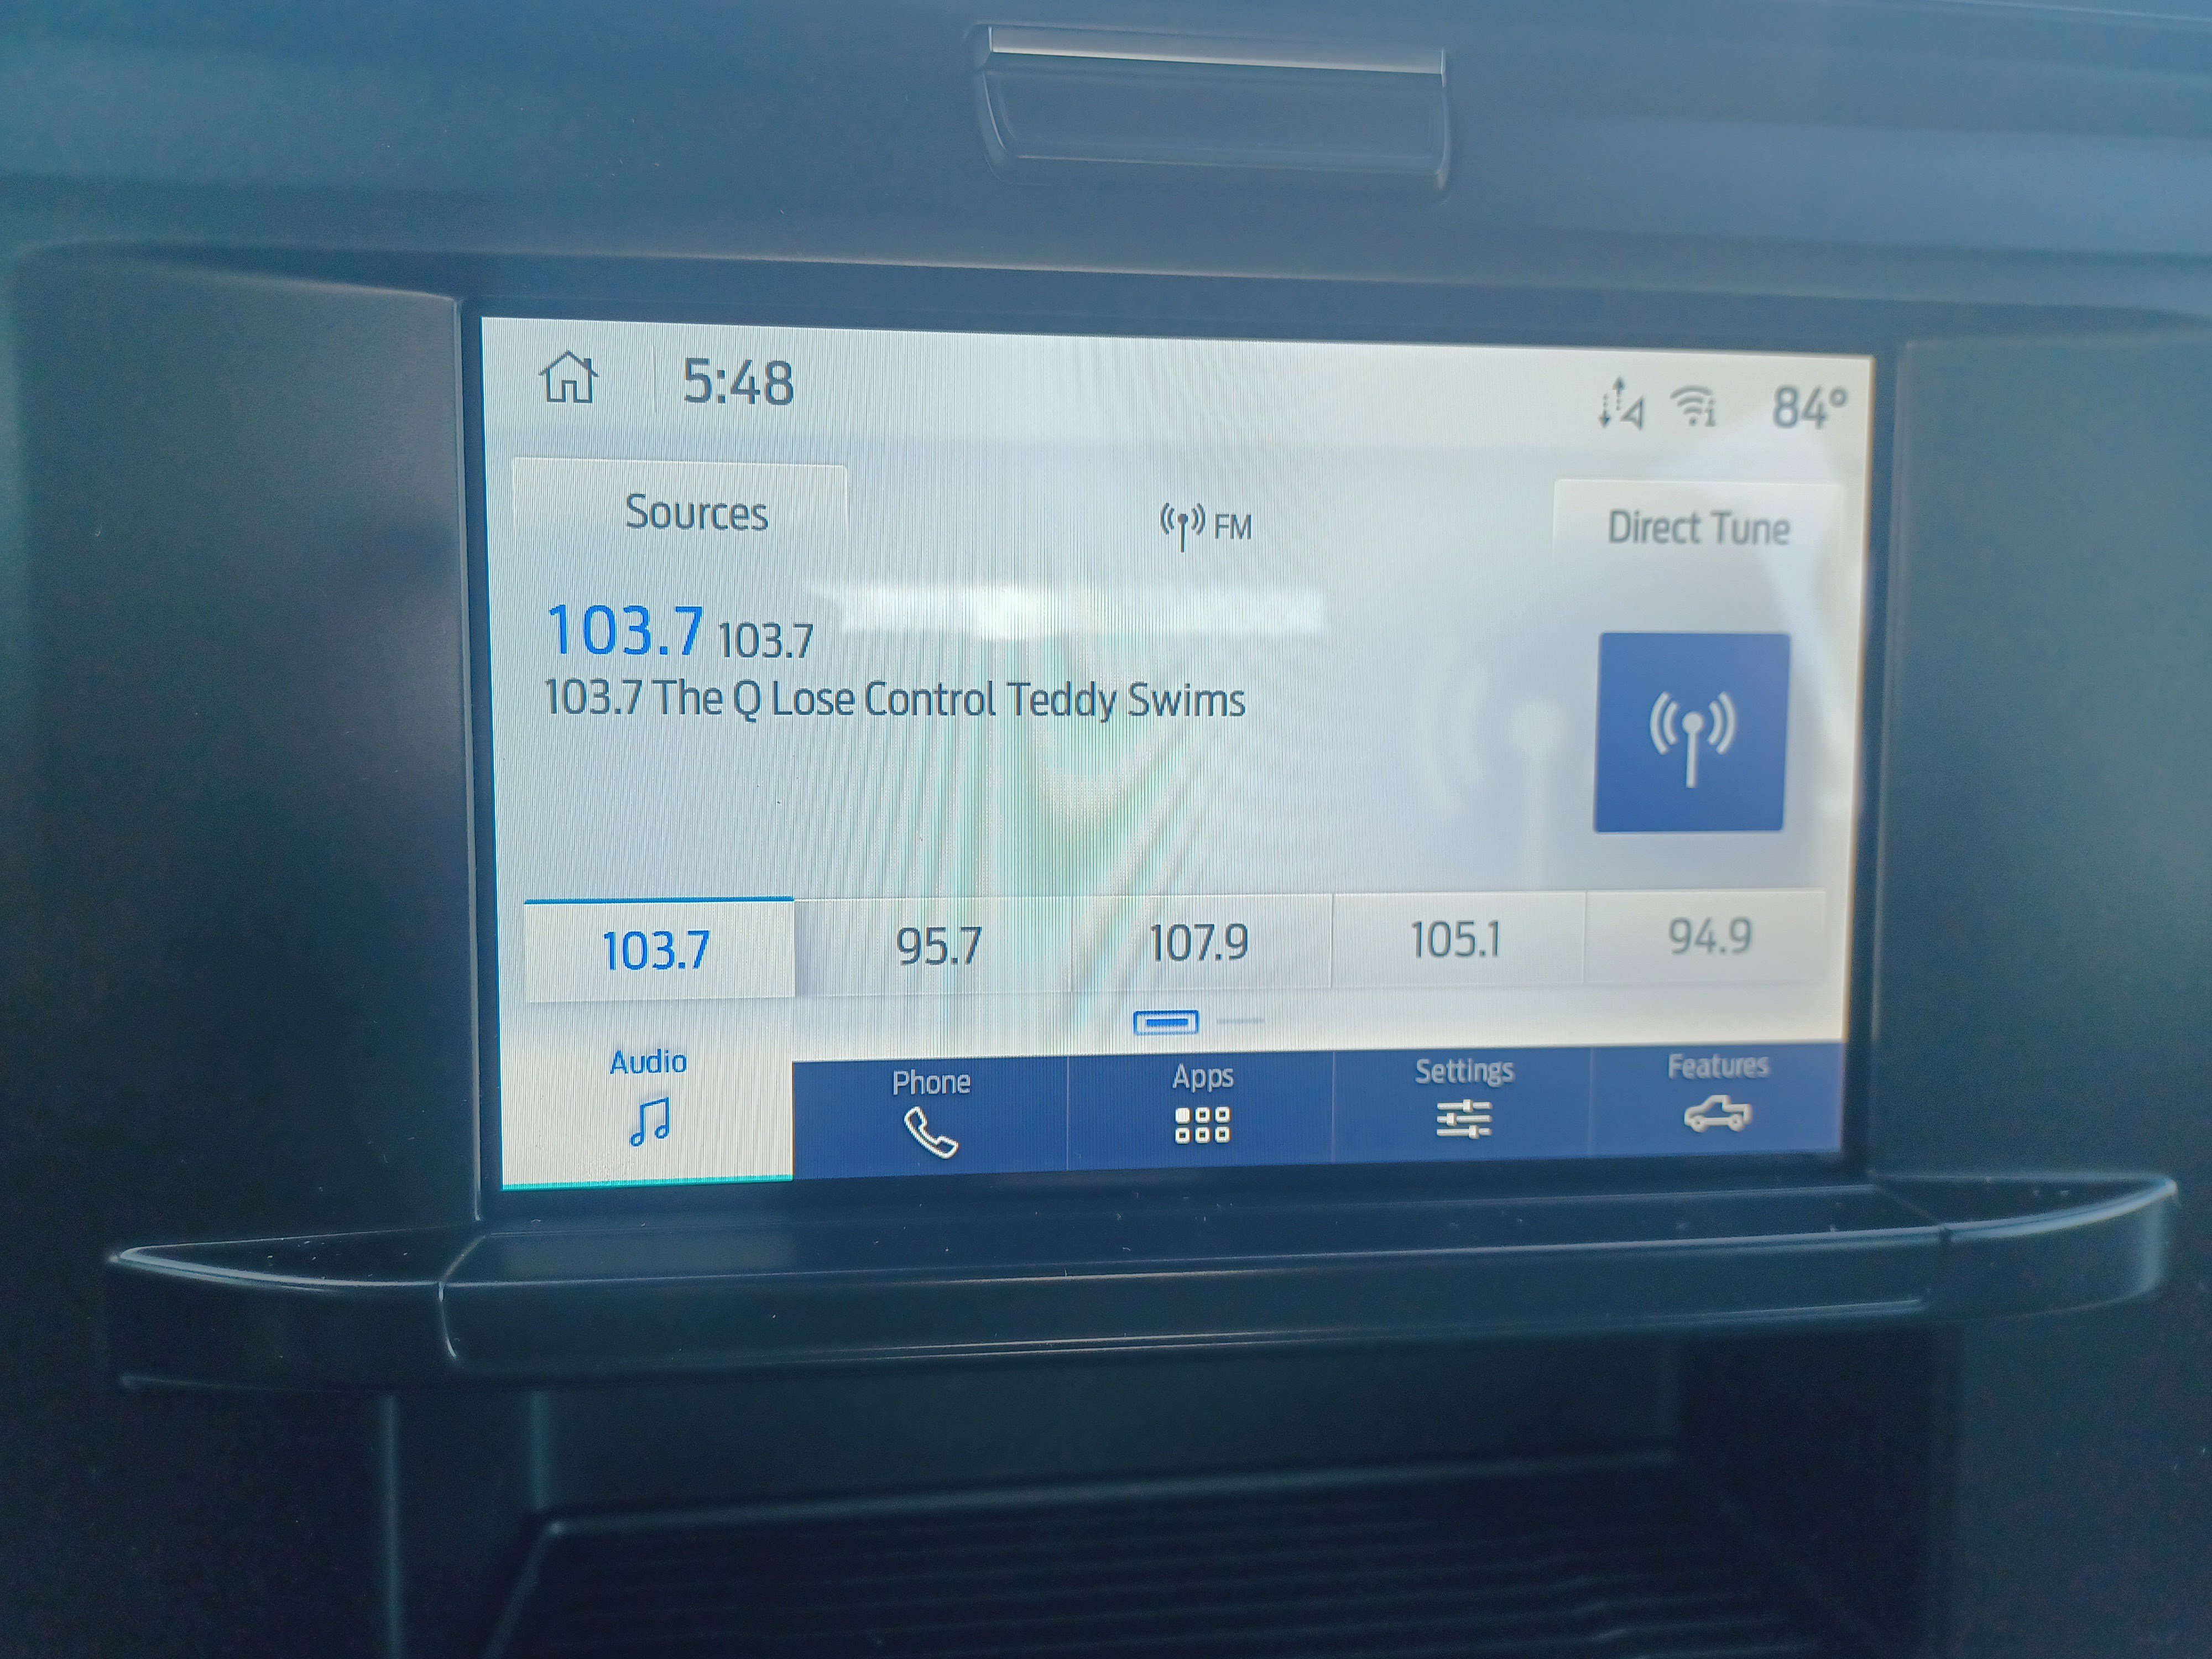 5:48
84°
Sources
FM
Direct Tune
103.7 103.7
103.7 The Q Lose Control Teddy Swims
103.7 95.7 107.9 105.1 94.9
Audio Phone Apps Settings Features